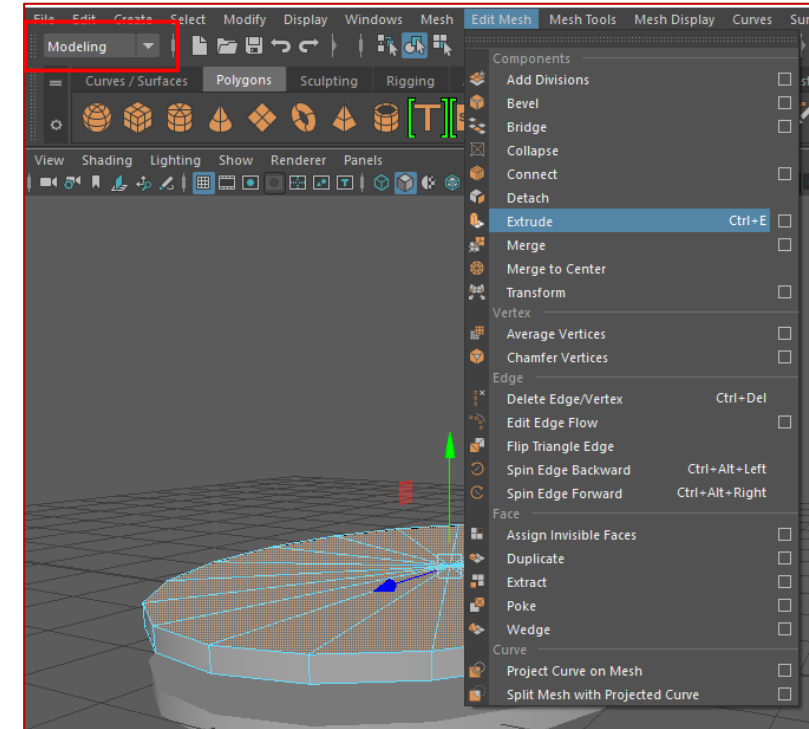 File Edit Create Select Modify Display Windows Mesh Edit Mesh Mesh Tools Mesh Display Curves
Modeling
Curves / Surfaces Polygons Sculpting Rigging
T
View Shading Lighting Show Renderer Panels
Components
Add Divisions
Bevel
Bridge
Collapse
Connect
Detach
Extrude Ctrl+E
Merge
Merge to Center
Transform
Vertex
Average Vertices
Chamfer Vertices
Edge
Delete Edge/Vertex Ctrl+Del
Edit Edge Flow
Flip Triangle Edge
Spin Edge Backward Ctrl+Alt+Left
Spin Edge Forward Ctrl+Alt+Right
Face
Assign Invisible Faces
Duplicate
Extract
Poke
Wedge
Curve
Project Curve on Mesh
Split Mesh with Projected Curve